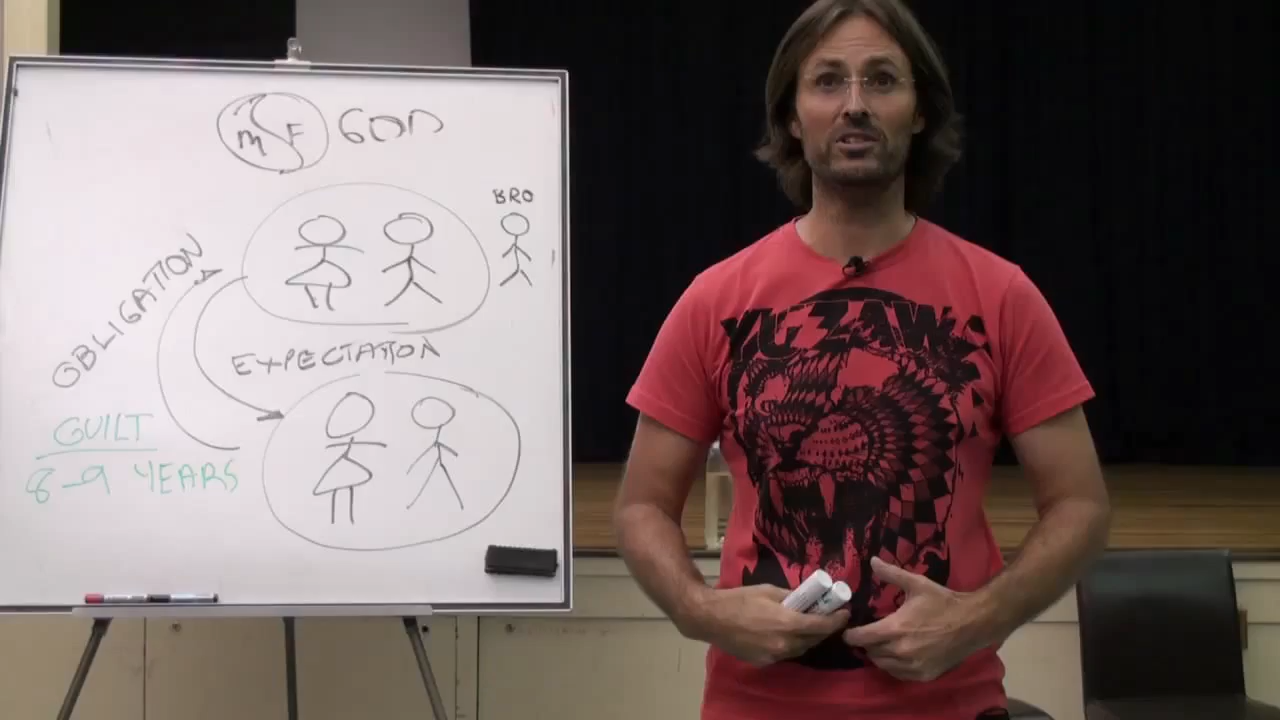 M F GOD
BRO
OBLIGATION
EXPECTATION
GUILT
8-9 YEARS
YUZAWA